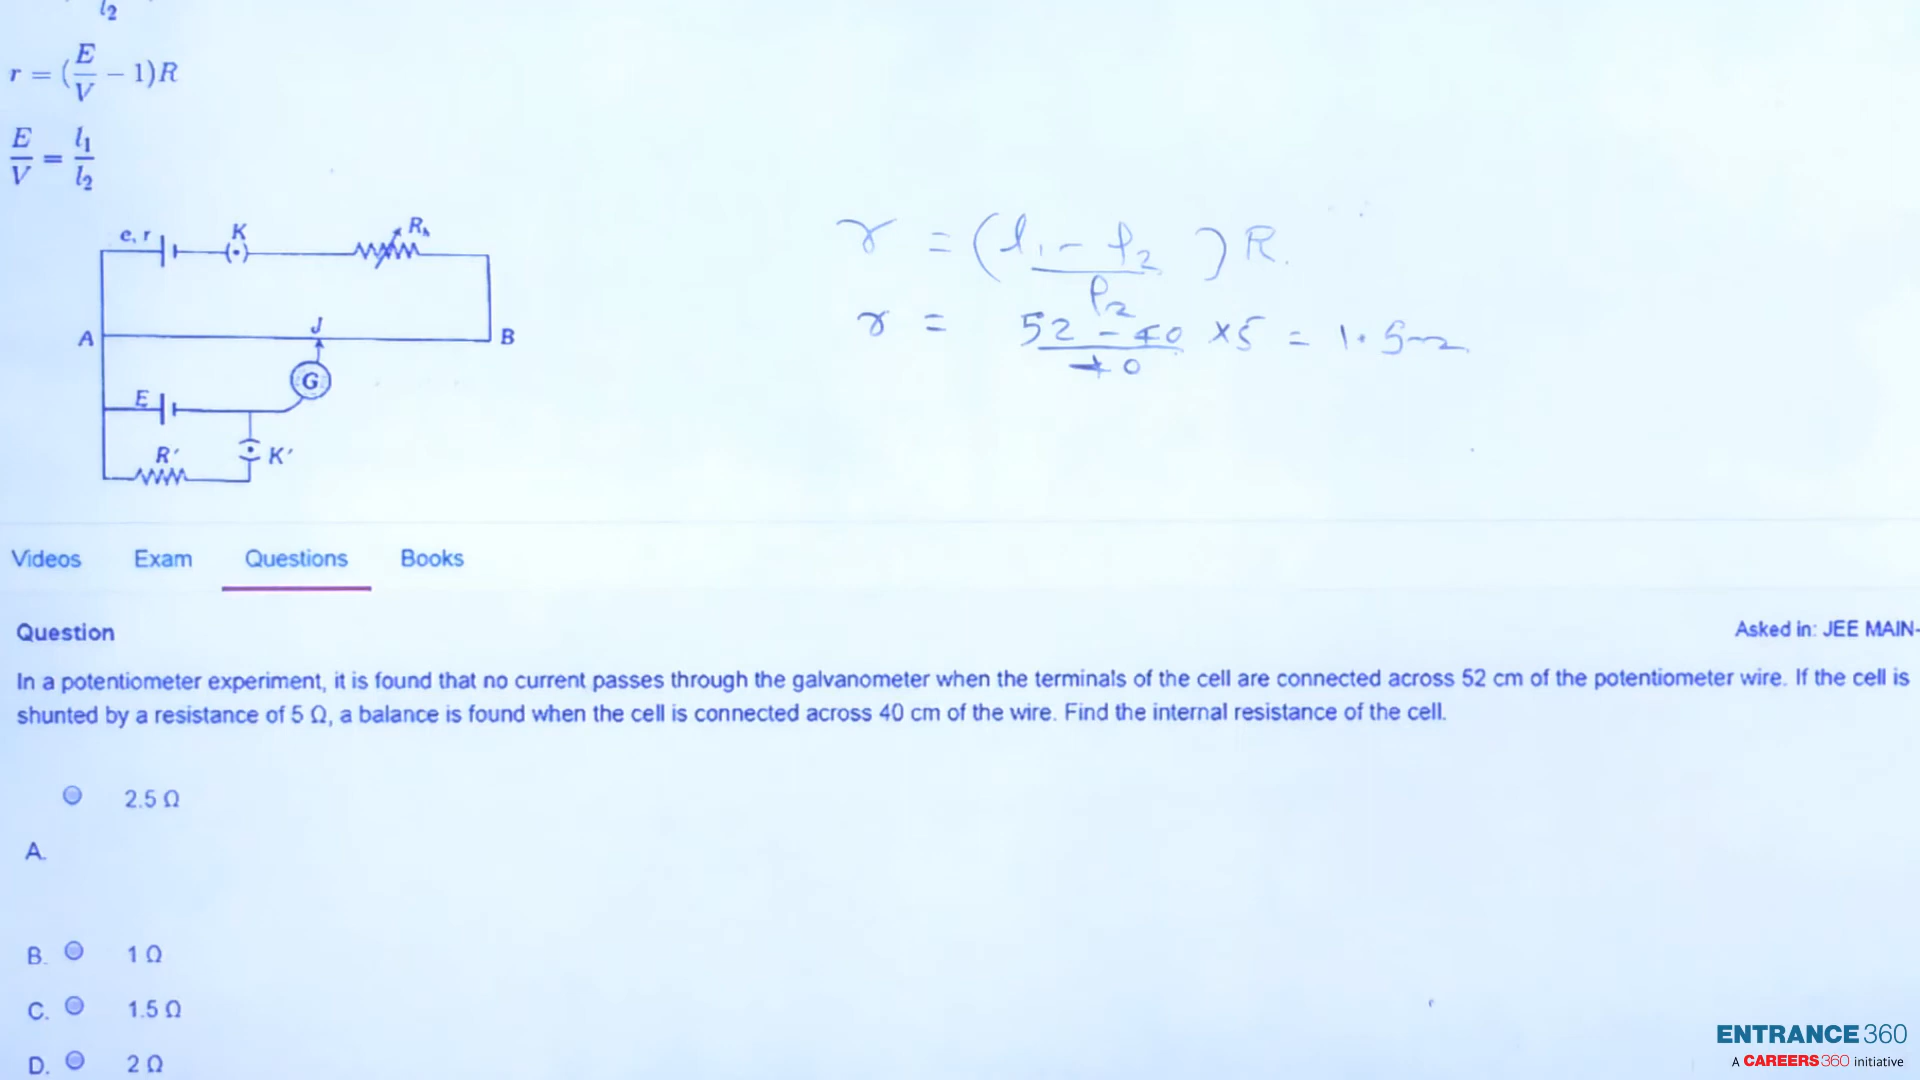 l2
r = (E/V − 1)R
E/V = l1/l2
e, r
K
Rh
A
J
B
G
E
R′
K′
r = (l1 - l2 / l2) R.
r = 52 - 40 / 40 × 5 = 1.5 Ω
Videos Exam Questions Books
Question
Asked in: JEE MAIN-
In a potentiometer experiment, it is found that no current passes through the galvanometer when the terminals of the cell are connected across 52 cm of the potentiometer wire. If the cell is
shunted by a resistance of 5 Ω, a balance is found when the cell is connected across 40 cm of the wire. Find the internal resistance of the cell.
2.5 Ω
A.
B. 1 Ω
C. 1.5 Ω
D. 2 Ω
ENTRANCE360
A CAREERS360 initiative